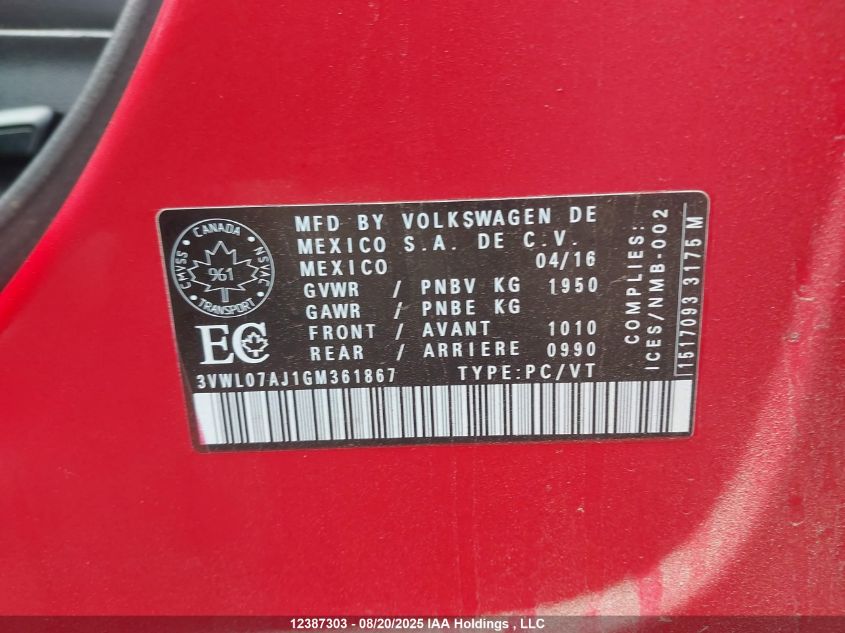 CANADA
CMVSS
NSVAC
961
TRANSPORT
MFD BY VOLKSWAGEN DE
MEXICO S.A. DE C.V.
MEXICO 04/16
GVWR / PNBV KG 1950
GAWR / PNBE KG
FRONT / AVANT 1010
REAR / ARRIERE 0990
EC
3VWL07AJ1GM361867 TYPE:PC/VT
COMPLIES:
ICES/NMB-002
1517093 3175 M
12387303 - 08/20/2025 IAA Holdings , LLC